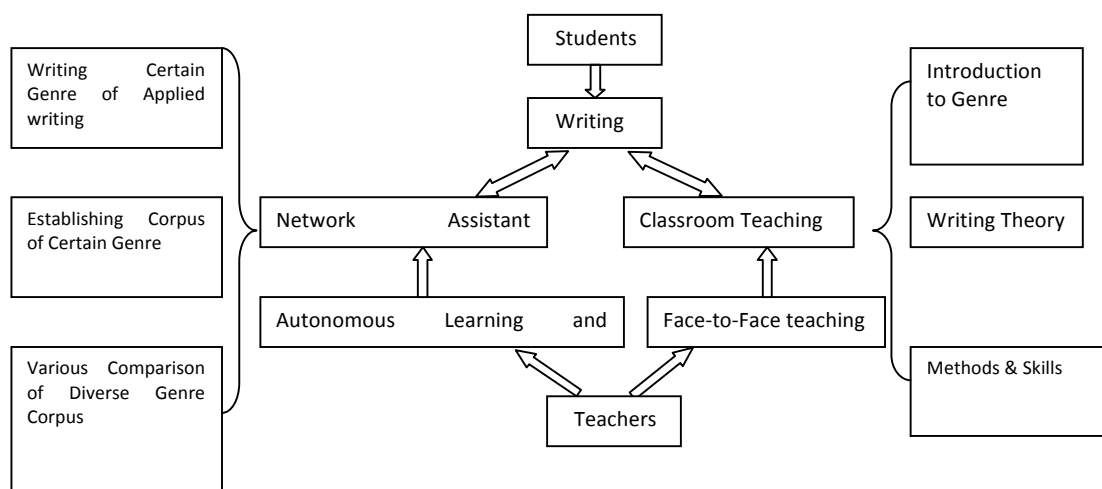 Students
Writing Certain
Genre of Applied
writing
Introduction
to Genre
Writing
Establishing Corpus
of Certain Genre
Network Assistant
Classroom Teaching
Writing Theory
Autonomous Learning and
Face-to-Face teaching
Various Comparison
of Diverse Genre
Corpus
Methods & Skills
Teachers